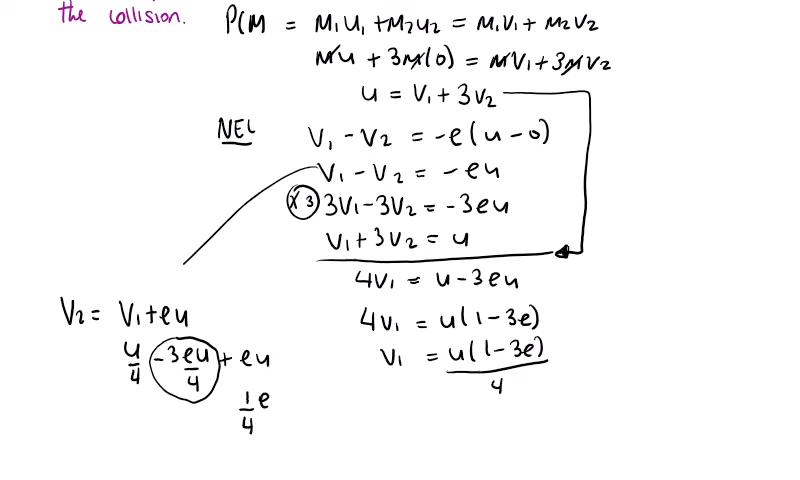 the collision. PCM = m₁u₁ + m₂u₂ = m₁v₁ + m₂v₂
mu + 3m(0) = mv₁ + 3mv₂
u = v₁ + 3v₂
NEL v₁ - v₂ = -e(u - 0)
v₁ - v₂ = -eu
×3 3v₁ - 3v₂ = -3eu
v₁ + 3v₂ = u
4v₁ = u - 3eu
v₂ = v₁ + eu 4v₁ = u(1 - 3e)
u/4 - 3eu/4 + eu v₁ = u(1 - 3e)/4
1/4 e